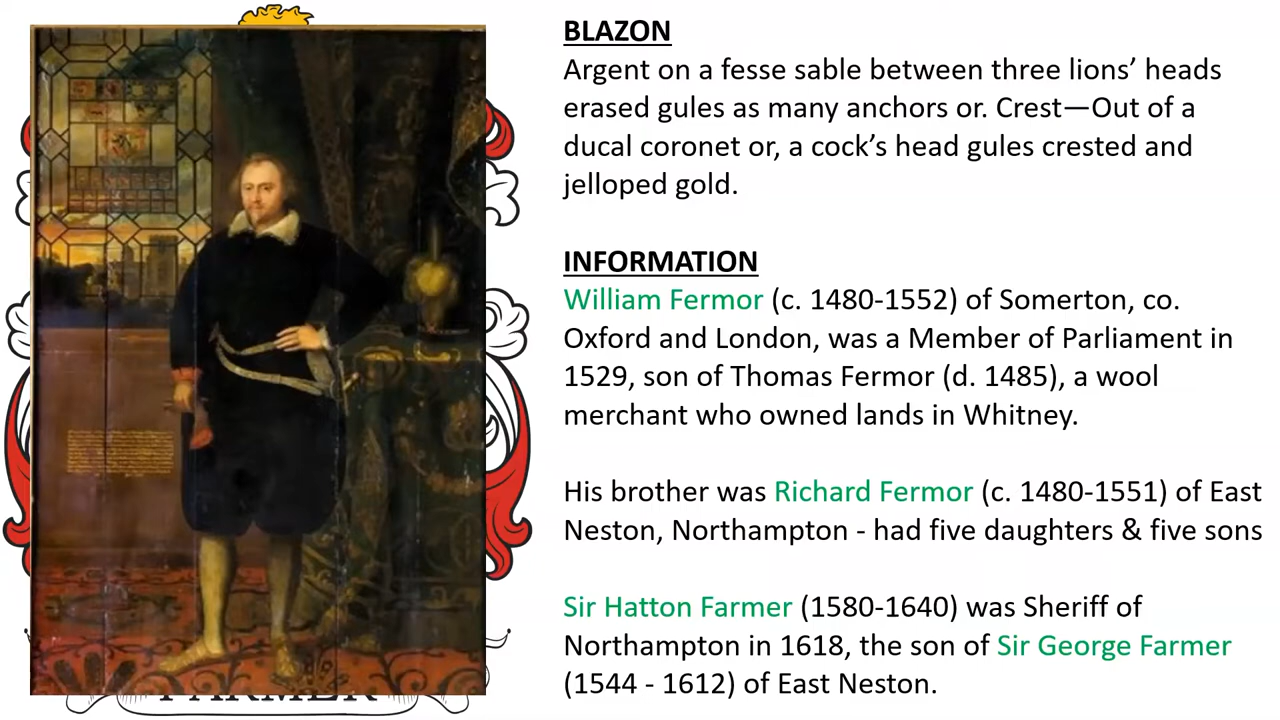 BLAZON
Argent on a fesse sable between three lions’ heads
erased gules as many anchors or. Crest—Out of a
ducal coronet or, a cock’s head gules crested and
jelloped gold.
INFORMATION
William Fermor (c. 1480-1552) of Somerton, co.
Oxford and London, was a Member of Parliament in
1529, son of Thomas Fermor (d. 1485), a wool
merchant who owned lands in Whitney.
His brother was Richard Fermor (c. 1480-1551) of East
Neston, Northampton - had five daughters & five sons
Sir Hatton Farmer (1580-1640) was Sheriff of
Northampton in 1618, the son of Sir George Farmer
(1544 - 1612) of East Neston.
FARMER